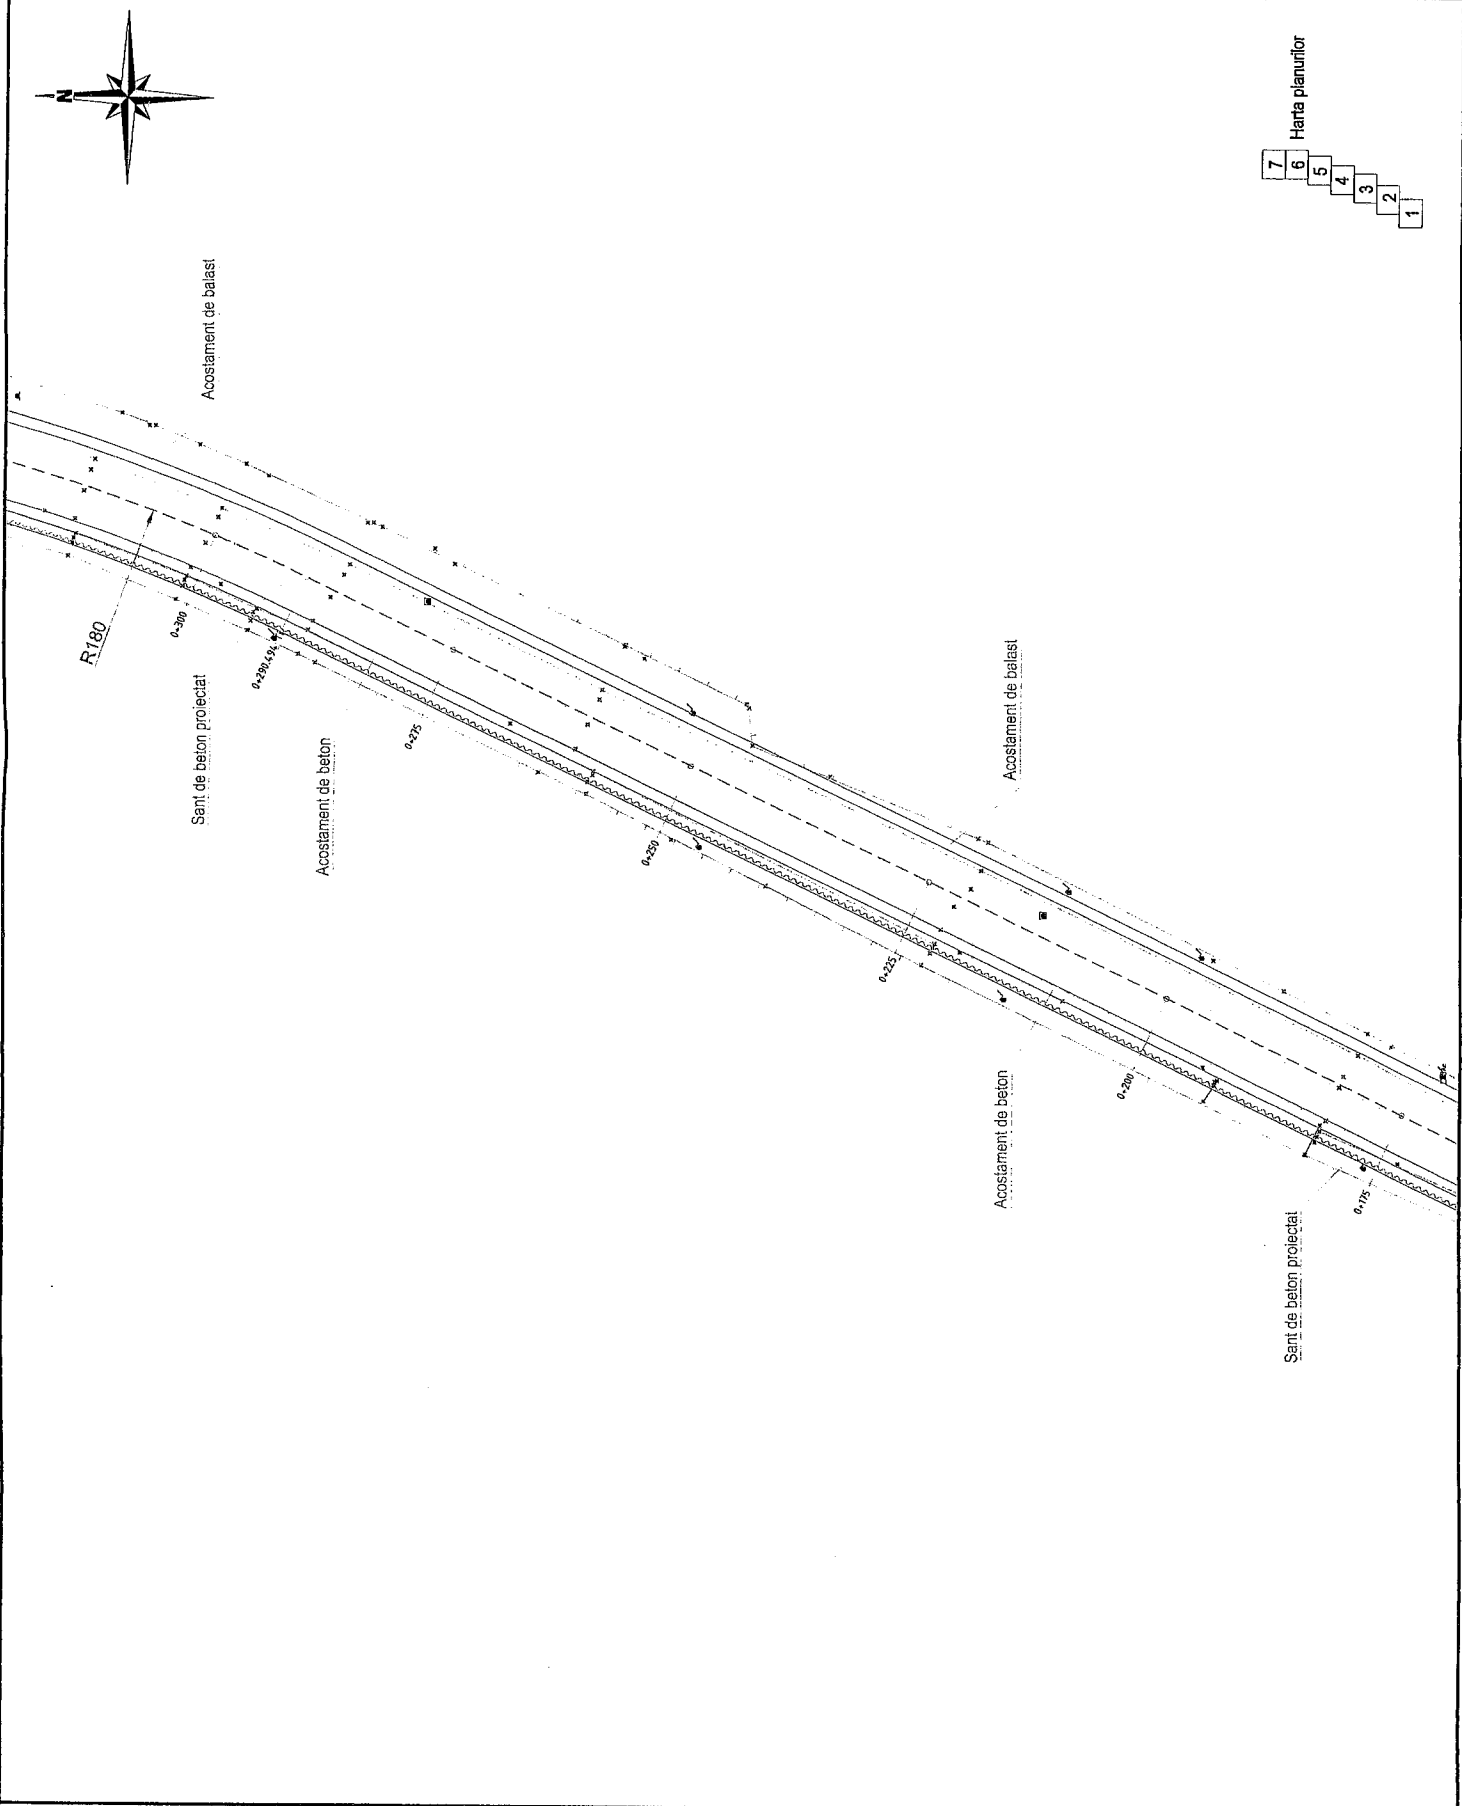 N
Harta planurilor
7
6
5
4
3
2
1
Acostament de balast
R180
0+300
Sant de beton proiectat
0+290.494
Acostament de beton
0+275
Acostament de balast
0+250
0+225
Acostament de beton
0+200
Sant de beton proiectat
0+175